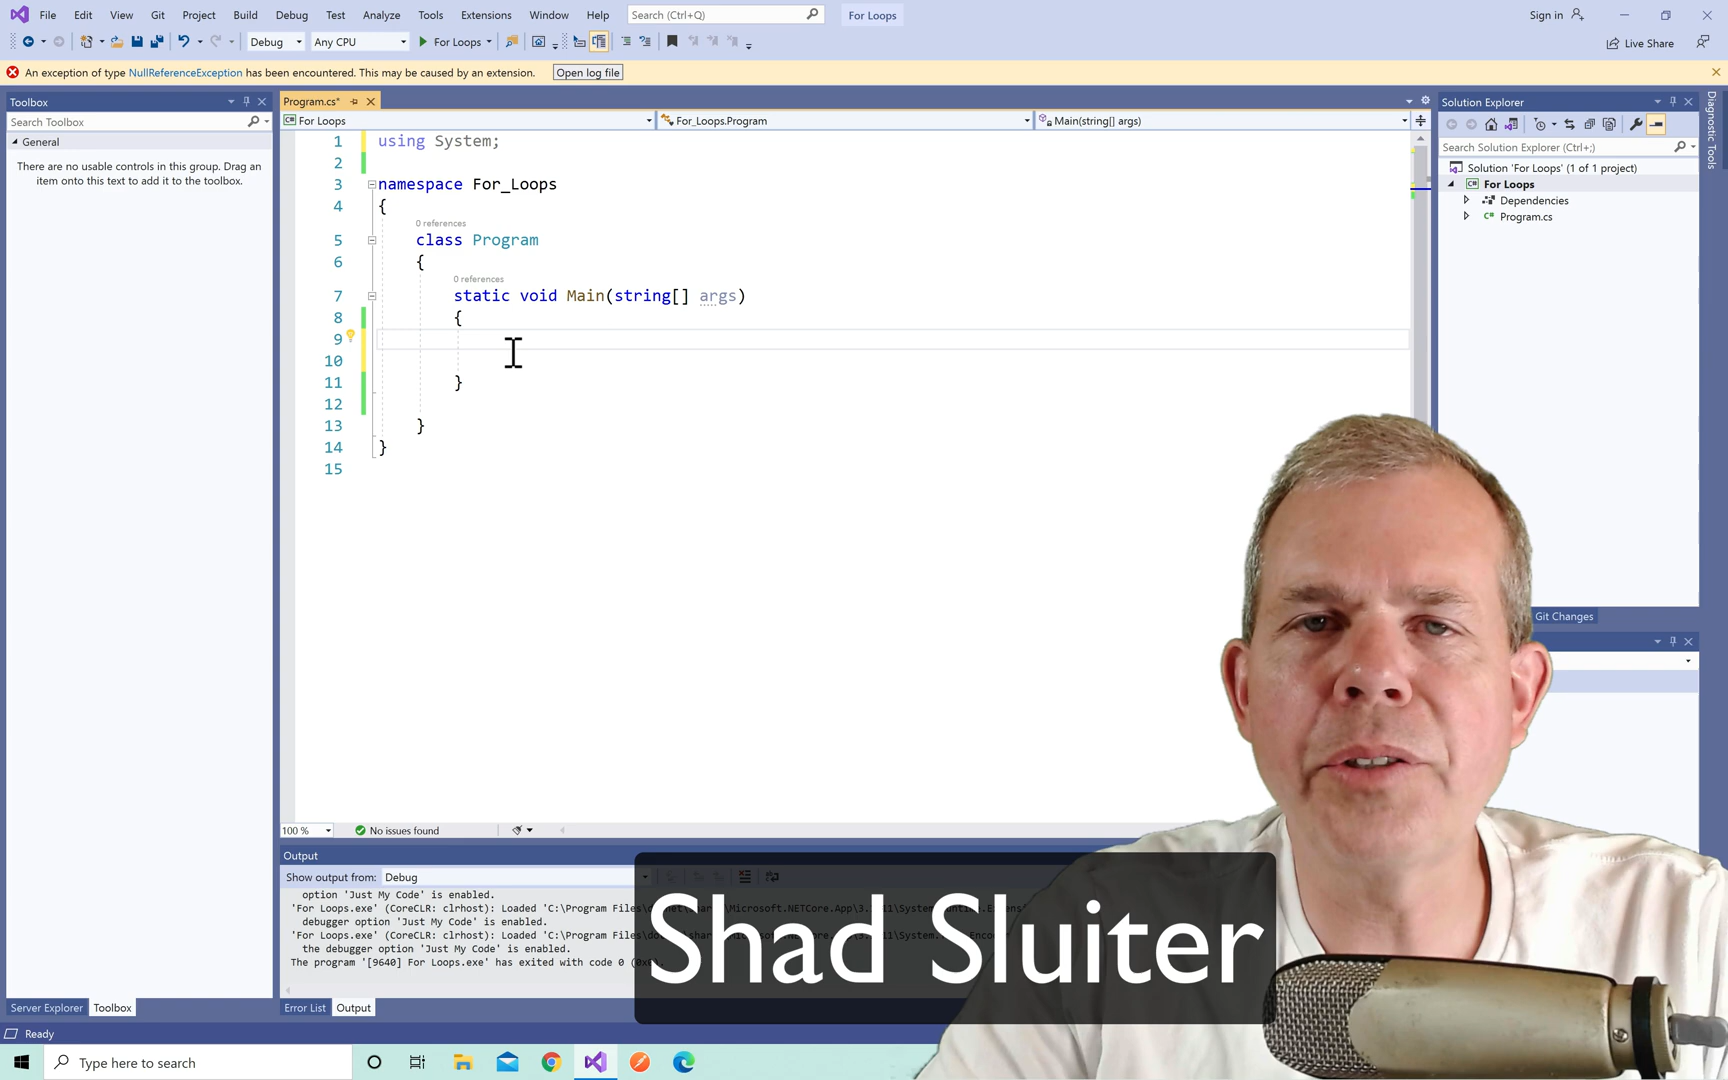 File Edit View Git Project Build Debug Test Analyze Tools Extensions Window Help Search (Ctrl+Q) For Loops Sign in
Debug Any CPU For Loops Live Share
An exception of type NullReferenceException has been encountered. This may be caused by an extension. Open log file
Toolbox
Search Toolbox
General
There are no usable controls in this group. Drag an
item onto this text to add it to the toolbox.
Program.cs*
For Loops For_Loops.Program Main(string[] args)
1 using System;
2
3 namespace For_Loops
4 {
0 references
5 class Program
6 {
0 references
7 static void Main(string[] args)
8 {
9
10
11 }
12
13 }
14 }
15
100 % No issues found
Solution Explorer
Search Solution Explorer (Ctrl+;)
Solution 'For Loops' (1 of 1 project)
For Loops
Dependencies
Program.cs
Diagnostic Tools
Git Changes
Output
Show output from: Debug
option 'Just My Code' is enabled.
'For Loops.exe' (CoreCLR: clrhost): Loaded 'C:\Program Files
debugger option 'Just My Code' is enabled.
'For Loops.exe' (CoreCLR: clrhost): Loaded 'C:\Program Files
the debugger option 'Just My Code' is enabled.
The program '[9640] For Loops.exe' has exited with code 0
Shad Sluiter
Server Explorer Toolbox
Error List Output
Ready
Type here to search